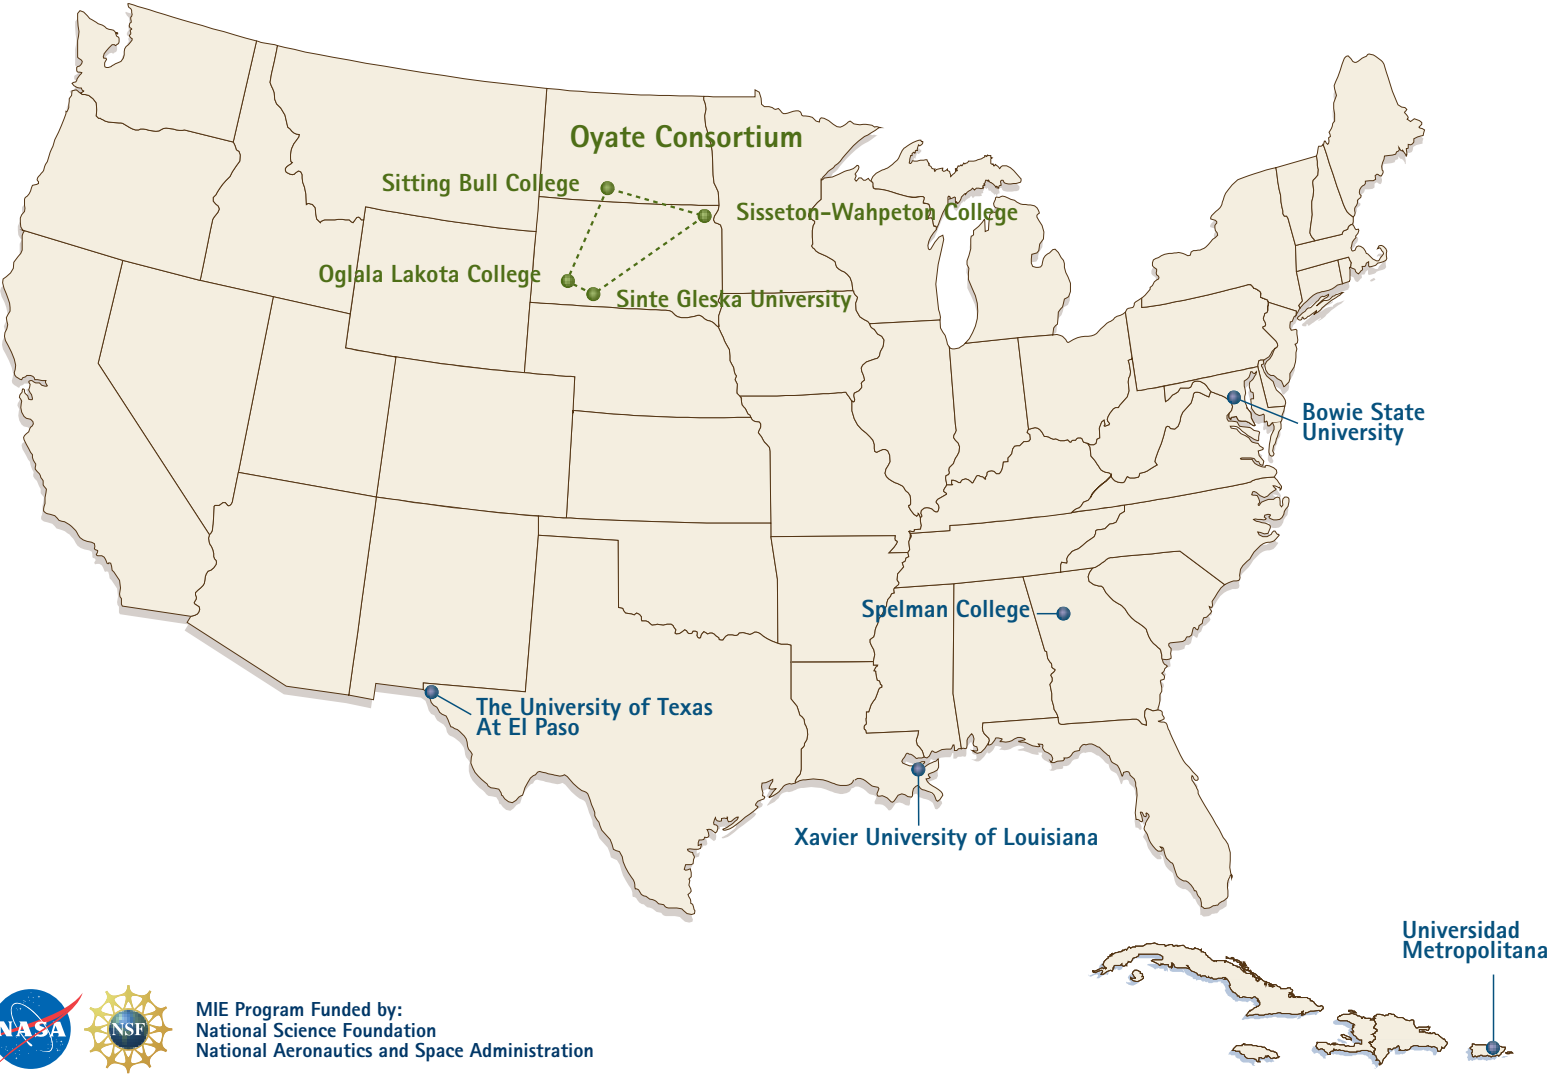 Oyate Consortium
Sitting Bull College
Sisseton-Wahpeton College
Oglala Lakota College
Sinte Gleska University
Bowie State
University
Spelman College
The University of Texas
At El Paso
Xavier University of Louisiana
Universidad
Metropolitana
NASA
NSF
MIE Program Funded by:
National Science Foundation
National Aeronautics and Space Administration